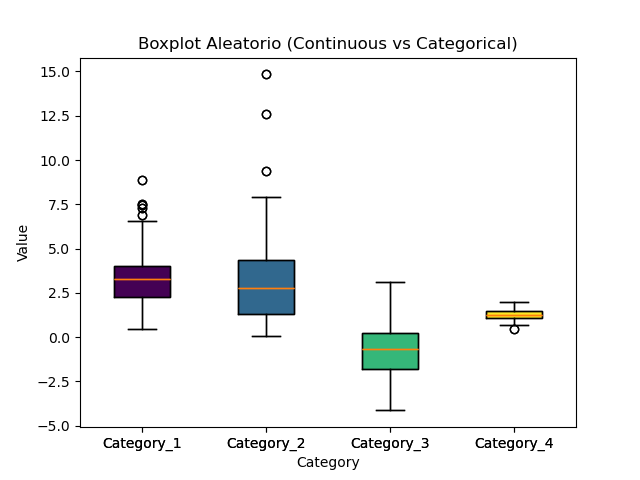 Boxplot Aleatorio (Continuous vs Categorical)
Value
15.0
12.5
10.0
7.5
5.0
2.5
0.0
−2.5
−5.0
Category_1 Category_2 Category_3 Category_4
Category